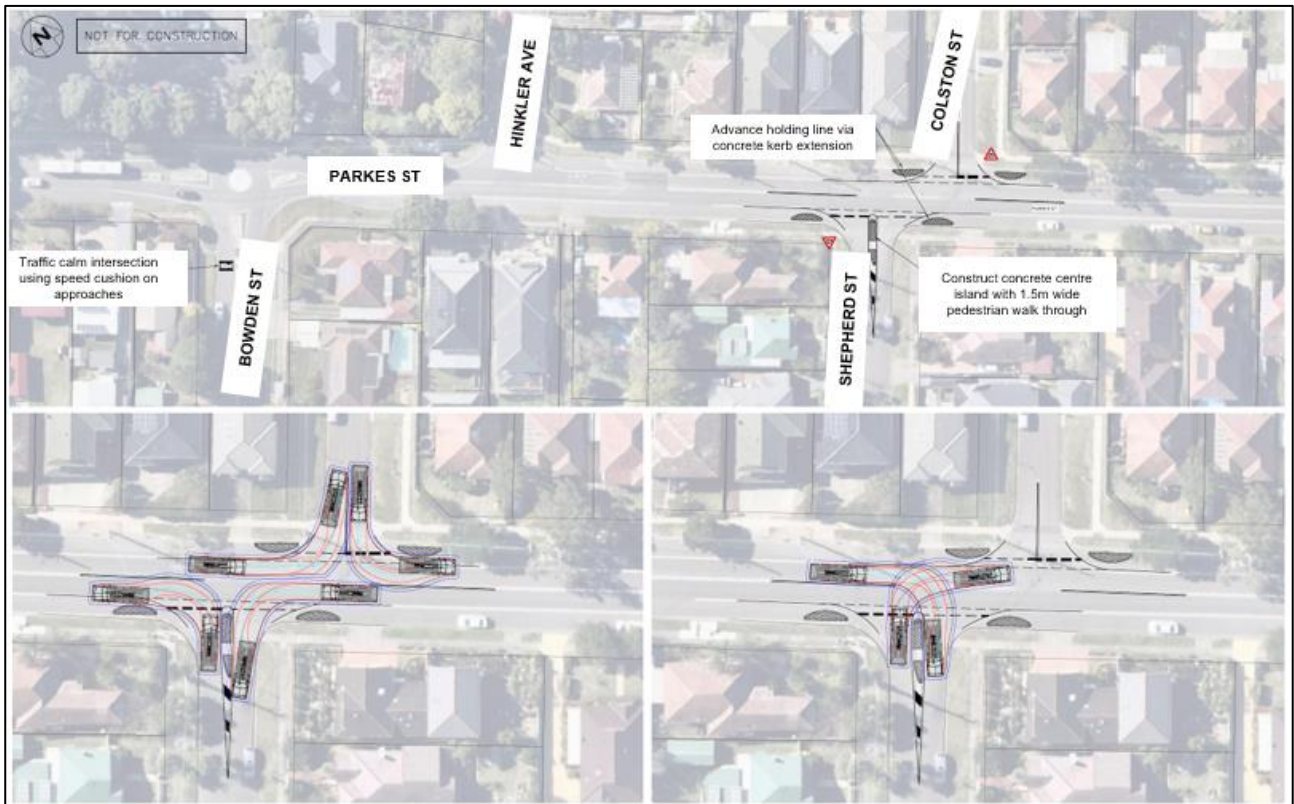 N
NOT FOR CONSTRUCTION
HINKLER AVE
COLSTON ST
Advance holding line via
concrete kerb extension
PARKES ST
Traffic calm intersection
using speed cushion on
approaches
BOWDEN ST
SHEPHERD ST
Construct concrete centre
island with 1.5m wide
pedestrian walk through